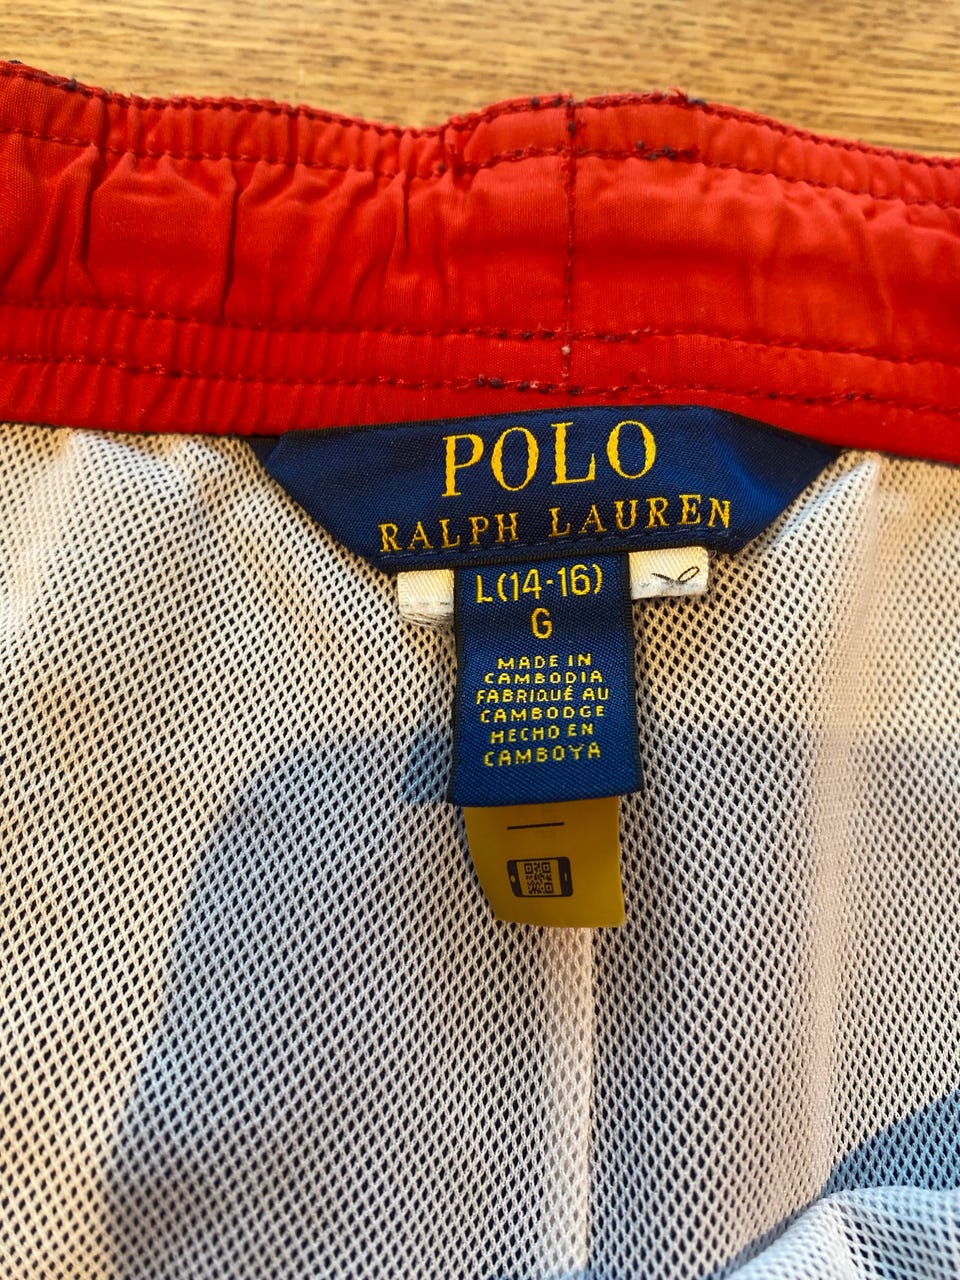 POLO
RALPH LAUREN
L(14-16)
G
MADE IN
CAMBODIA
FABRIQUÉ AU
CAMBODGE
HECHO EN
CAMBOYA